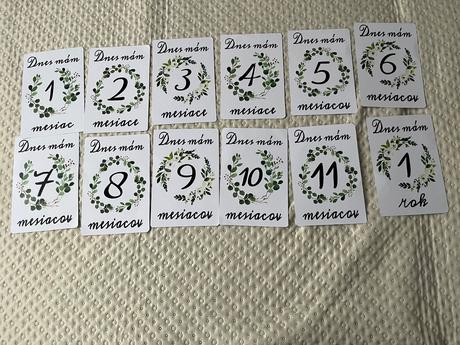 Dnes mám
1
mesiac
Dnes mám
2
mesiace
Dnes mám
3
mesiace
Dnes mám
4
mesiace
Dnes mám
5
mesiacov
Dnes mám
6
mesiacov
Dnes mám
7
mesiacov
Dnes mám
8
mesiacov
Dnes mám
9
mesiacov
Dnes mám
10
mesiacov
Dnes mám
11
mesiacov
Dnes mám
1
rok